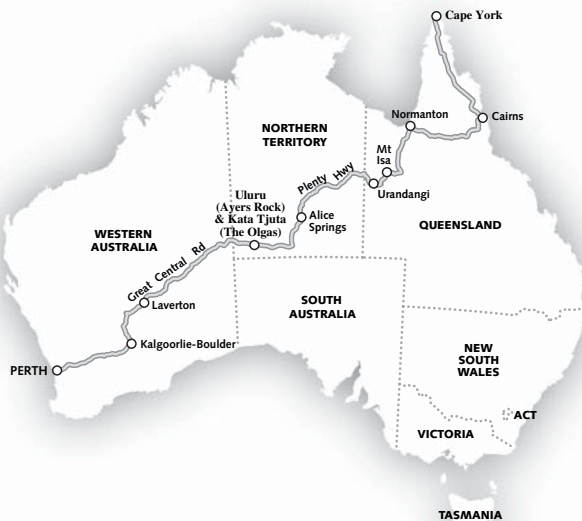 Cape York
Normanton
Cairns
Mt
Isa
NORTHERN
TERRITORY
Plenty Hwy
Urandangi
Uluru
(Ayers Rock)
& Kata Tjuta
(The Olgas)
Alice
Springs
QUEENSLAND
WESTERN
AUSTRALIA
Great Central Rd
Laverton
SOUTH
AUSTRALIA
Kalgoorlie-Boulder
PERTH
NEW
SOUTH
WALES
ACT
VICTORIA
TASMANIA